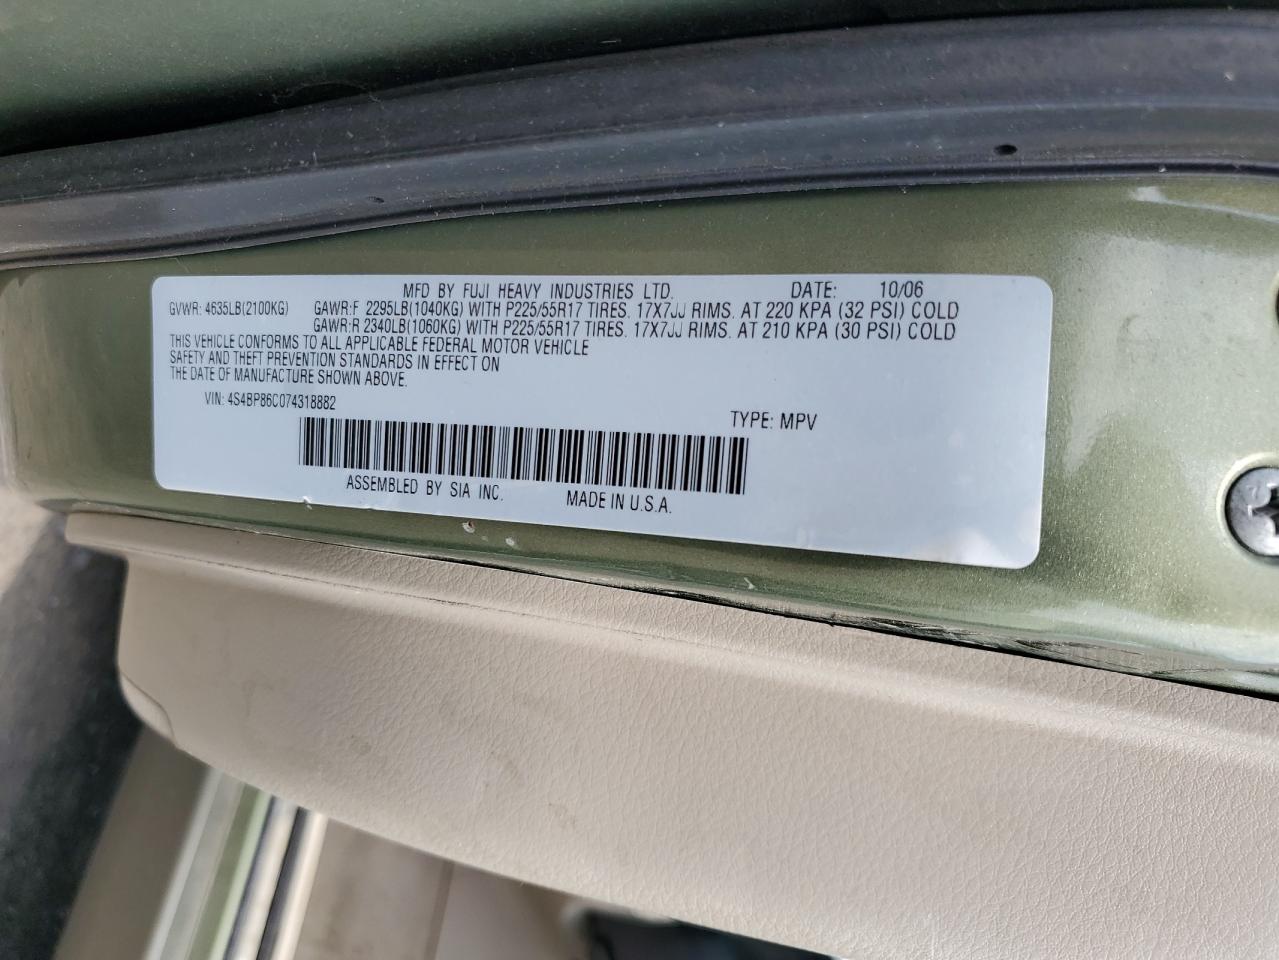 MFD BY FUJI HEAVY INDUSTRIES LTD. DATE: 10/06
GVWR: 4635LB(2100KG) GAWR:F 2295LB(1040KG) WITH P225/55R17 TIRES. 17X7JJ RIMS. AT 220 KPA (32 PSI) COLD
GAWR:R 2340LB(1060KG) WITH P225/55R17 TIRES. 17X7JJ RIMS. AT 210 KPA (30 PSI) COLD
THIS VEHICLE CONFORMS TO ALL APPLICABLE FEDERAL MOTOR VEHICLE
SAFETY AND THEFT PREVENTION STANDARDS IN EFFECT ON
THE DATE OF MANUFACTURE SHOWN ABOVE.
VIN: 4S4BP86C074318882 TYPE: MPV
ASSEMBLED BY SIA INC. MADE IN U.S.A.